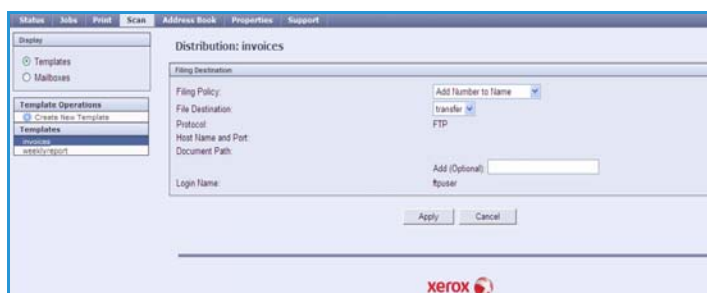 Status Jobs Print Scan Address Book Properties Support
Display
Templates
Mailboxes
Template Operations
Create New Template
Templates
invoices
weeklyreport
Distribution: invoices
Filing Destination
Filing Policy: Add Number to Name
File Destination: transfer
Protocol: FTP
Host Name and Port:
Document Path:
Add (Optional):
Login Name: ftpuser
Apply Cancel
xerox